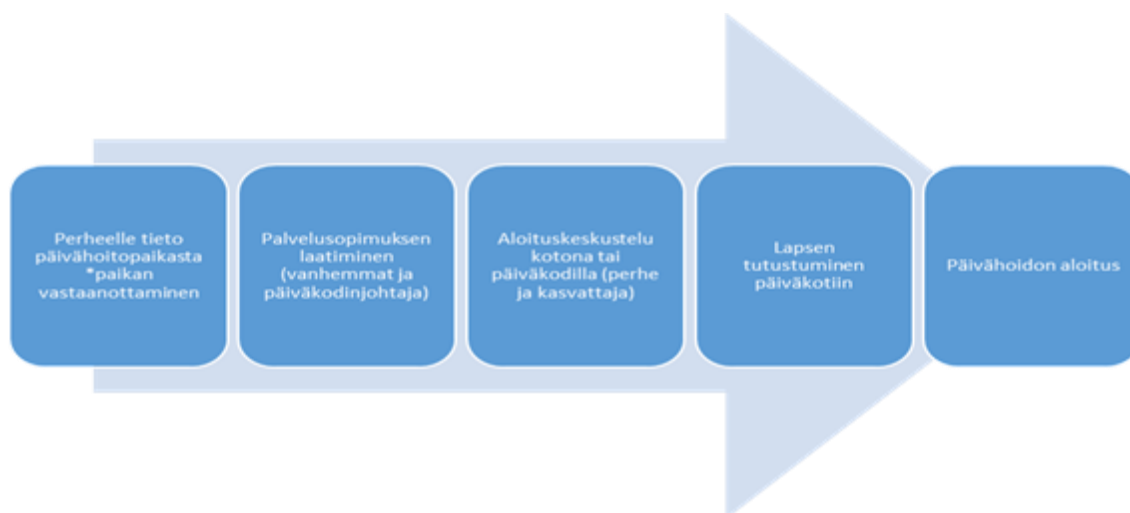 Perheelle tieto
päivähoitopaikasta
*paikan
vastaanottaminen
Palvelusopimuksen
laatiminen
(vanhemmat ja
päiväkodinjohtaja)
Aloituskeskustelu
kotona tai
päiväkodilla (perhe
ja kasvattaja)
Lapsen
tutustuminen
päiväkotiin
Päivähoidon aloitus